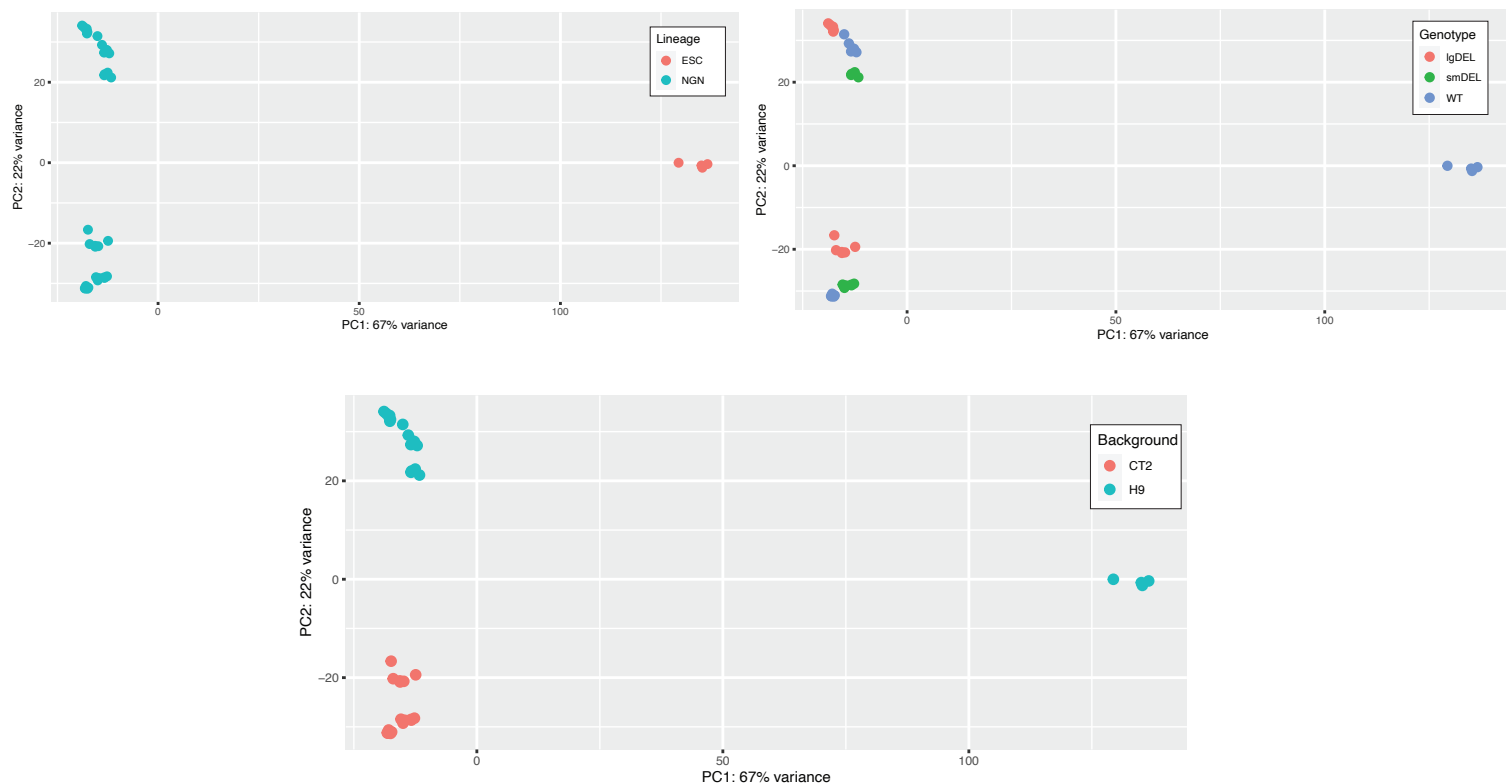 Lineage
ESC
NGN
20
0
−20
PC2: 22% variance
0
50
100
PC1: 67% variance
Genotype
lgDEL
smDEL
WT
20
0
−20
PC2: 22% variance
0
50
100
PC1: 67% variance
Background
CT2
H9
20
0
−20
PC2: 22% variance
0
50
100
PC1: 67% variance